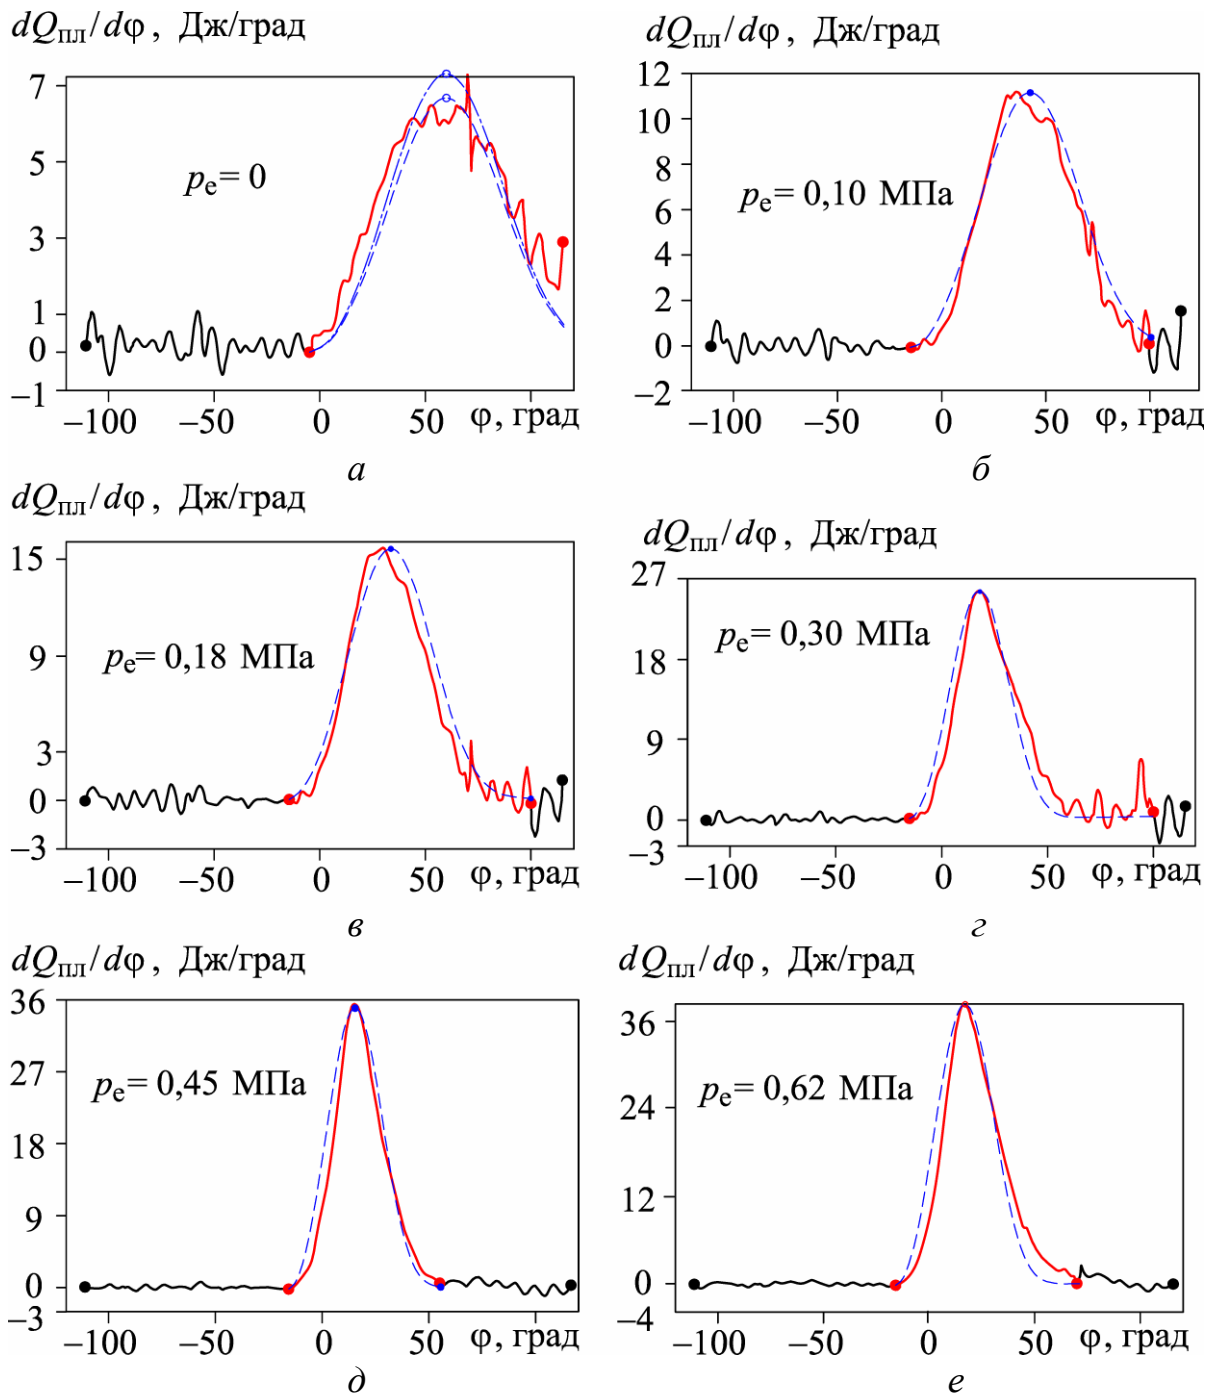 dQпл/dφ, Дж/град
7
5
3
1
0
–1
pe= 0
–100 –50 0 50 φ, град
а
dQпл/dφ, Дж/град
12
10
8
6
4
2
0
–2
pe= 0,10 МПа
–100 –50 0 50 φ, град
б
dQпл/dφ, Дж/град
15
9
3
0
–3
pe= 0,18 МПа
–100 –50 0 50 φ, град
в
dQпл/dφ, Дж/град
27
18
9
0
–3
pe= 0,30 МПа
–100 –50 0 50 φ, град
г
dQпл/dφ, Дж/град
36
27
18
9
0
–3
pe= 0,45 МПа
–100 –50 0 50 φ, град
д
dQпл/dφ, Дж/град
36
24
12
0
–4
pe= 0,62 МПа
–100 –50 0 50 φ, град
е